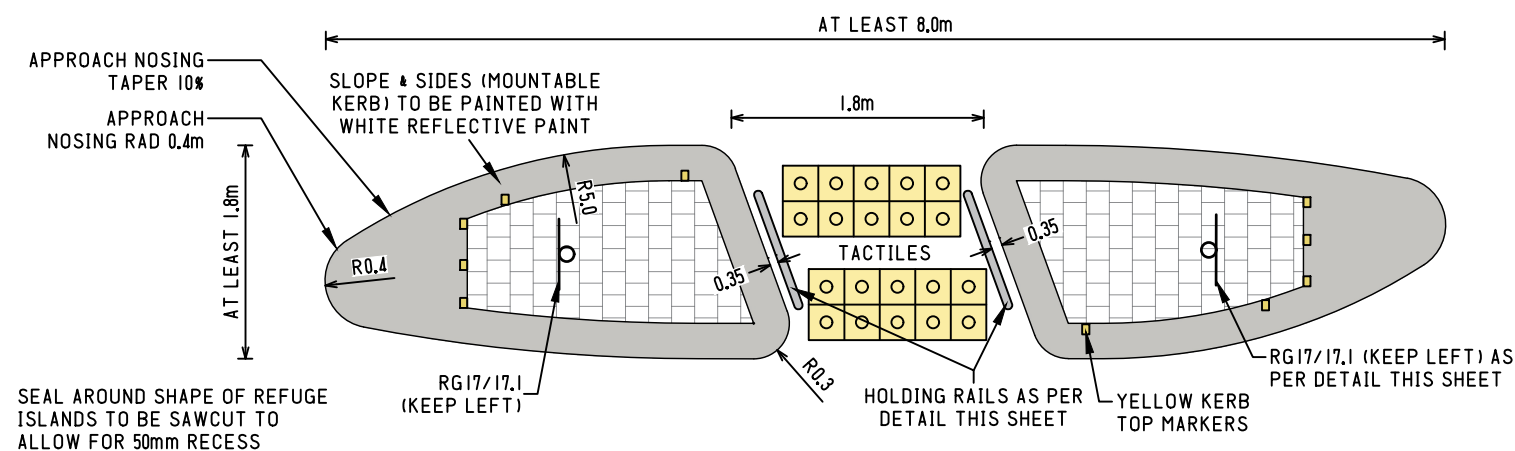 AT LEAST 8.0m
APPROACH NOSING
TAPER 10%
SLOPE & SIDES (MOUNTABLE
KERB) TO BE PAINTED WITH
WHITE REFLECTIVE PAINT
1.8m
APPROACH
NOSING RAD 0.4m
AT LEAST 1.8m
R5.0
R0.4
0.35
TACTILES
0.35
R0.3
RG17/17.1
(KEEP LEFT)
HOLDING RAILS AS PER
DETAIL THIS SHEET
YELLOW KERB
TOP MARKERS
RG17/17.1 (KEEP LEFT) AS
PER DETAIL THIS SHEET
SEAL AROUND SHAPE OF REFUGE
ISLANDS TO BE SAWCUT TO
ALLOW FOR 50mm RECESS